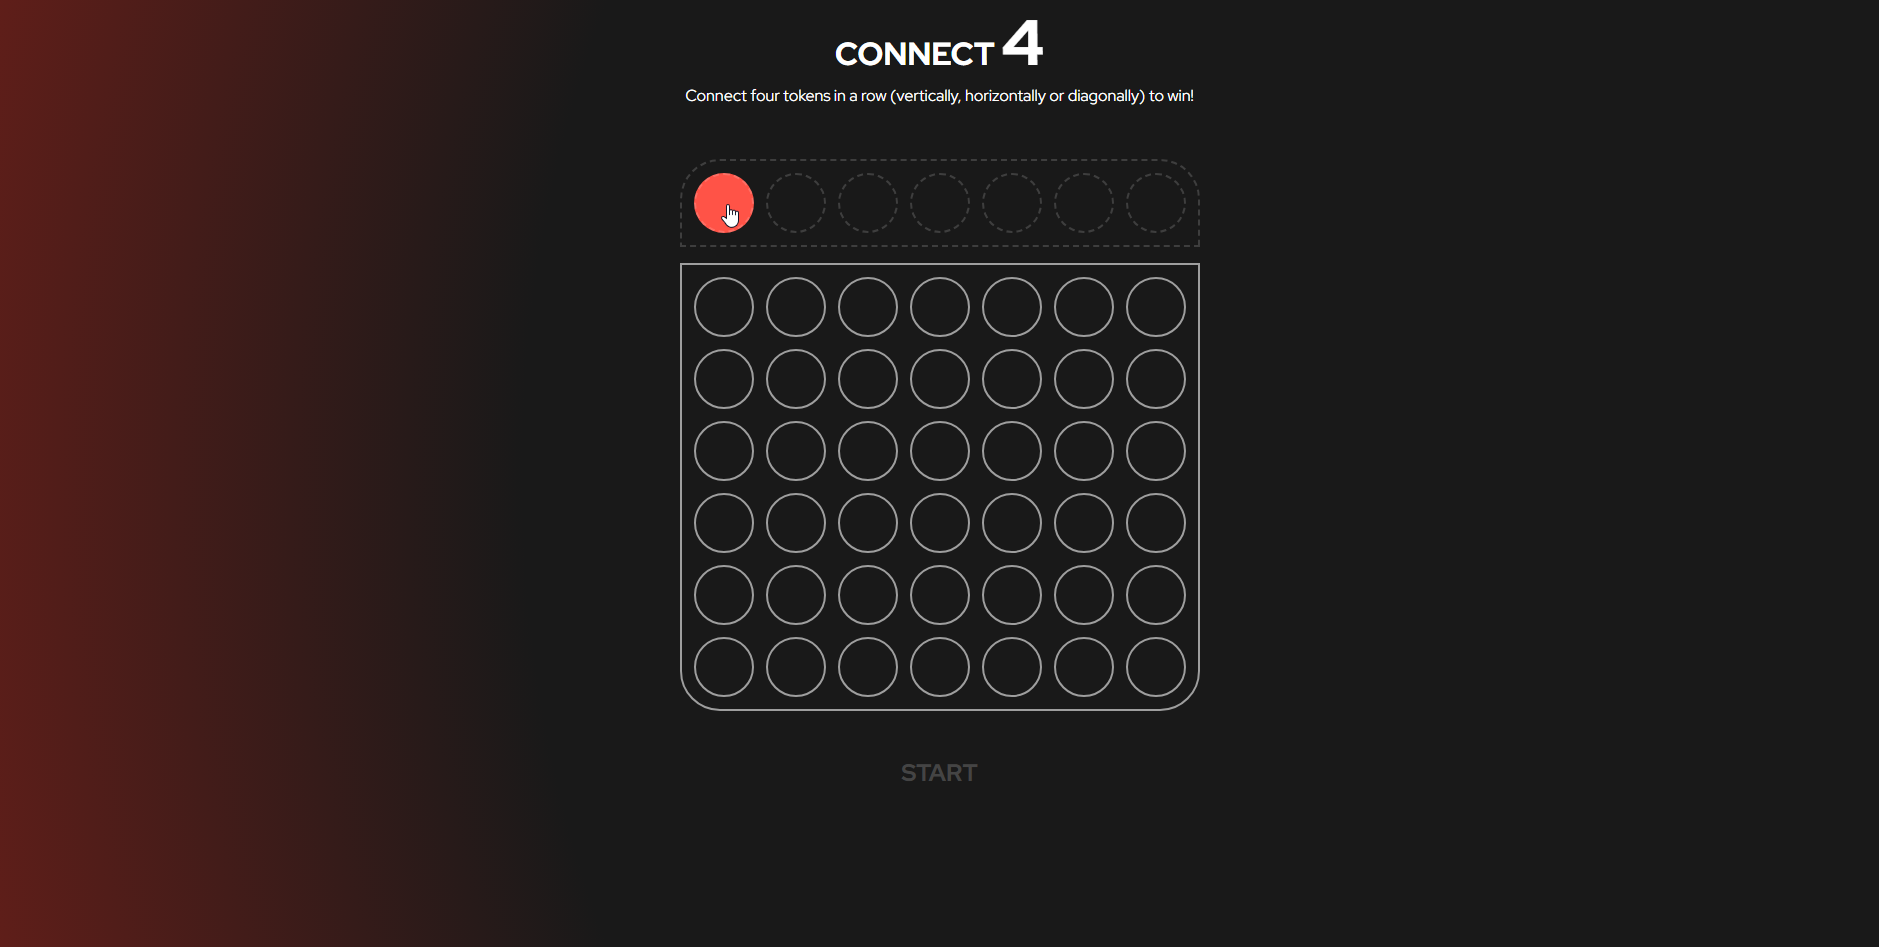 CONNECT 4
Connect four tokens in a row (vertically, horizontally or diagonally) to win!
START